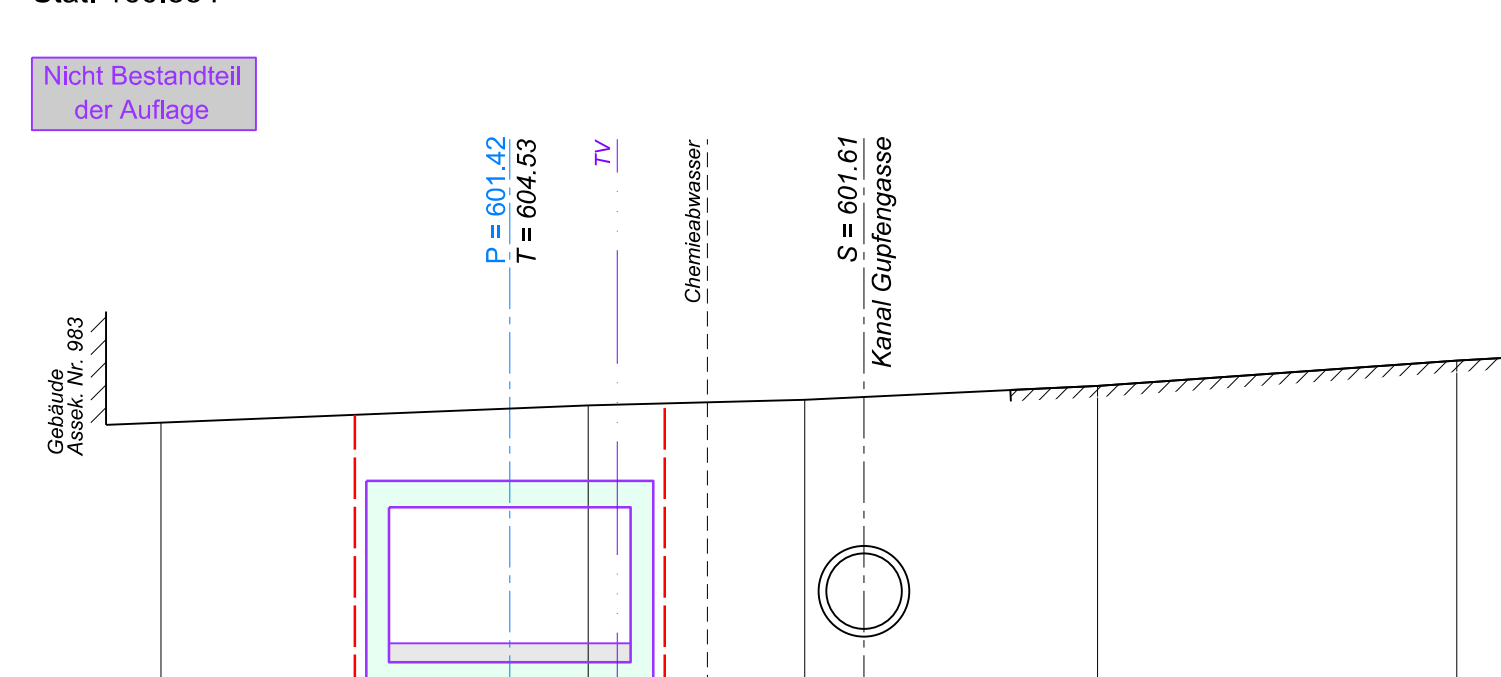 Nicht Bestandteil
der Auflage
P = 601.42
T = 604.53
TV
Chemieabwasser
S = 601.61
Kanal Gupfengasse
Gebäude
Assek. Nr. 983